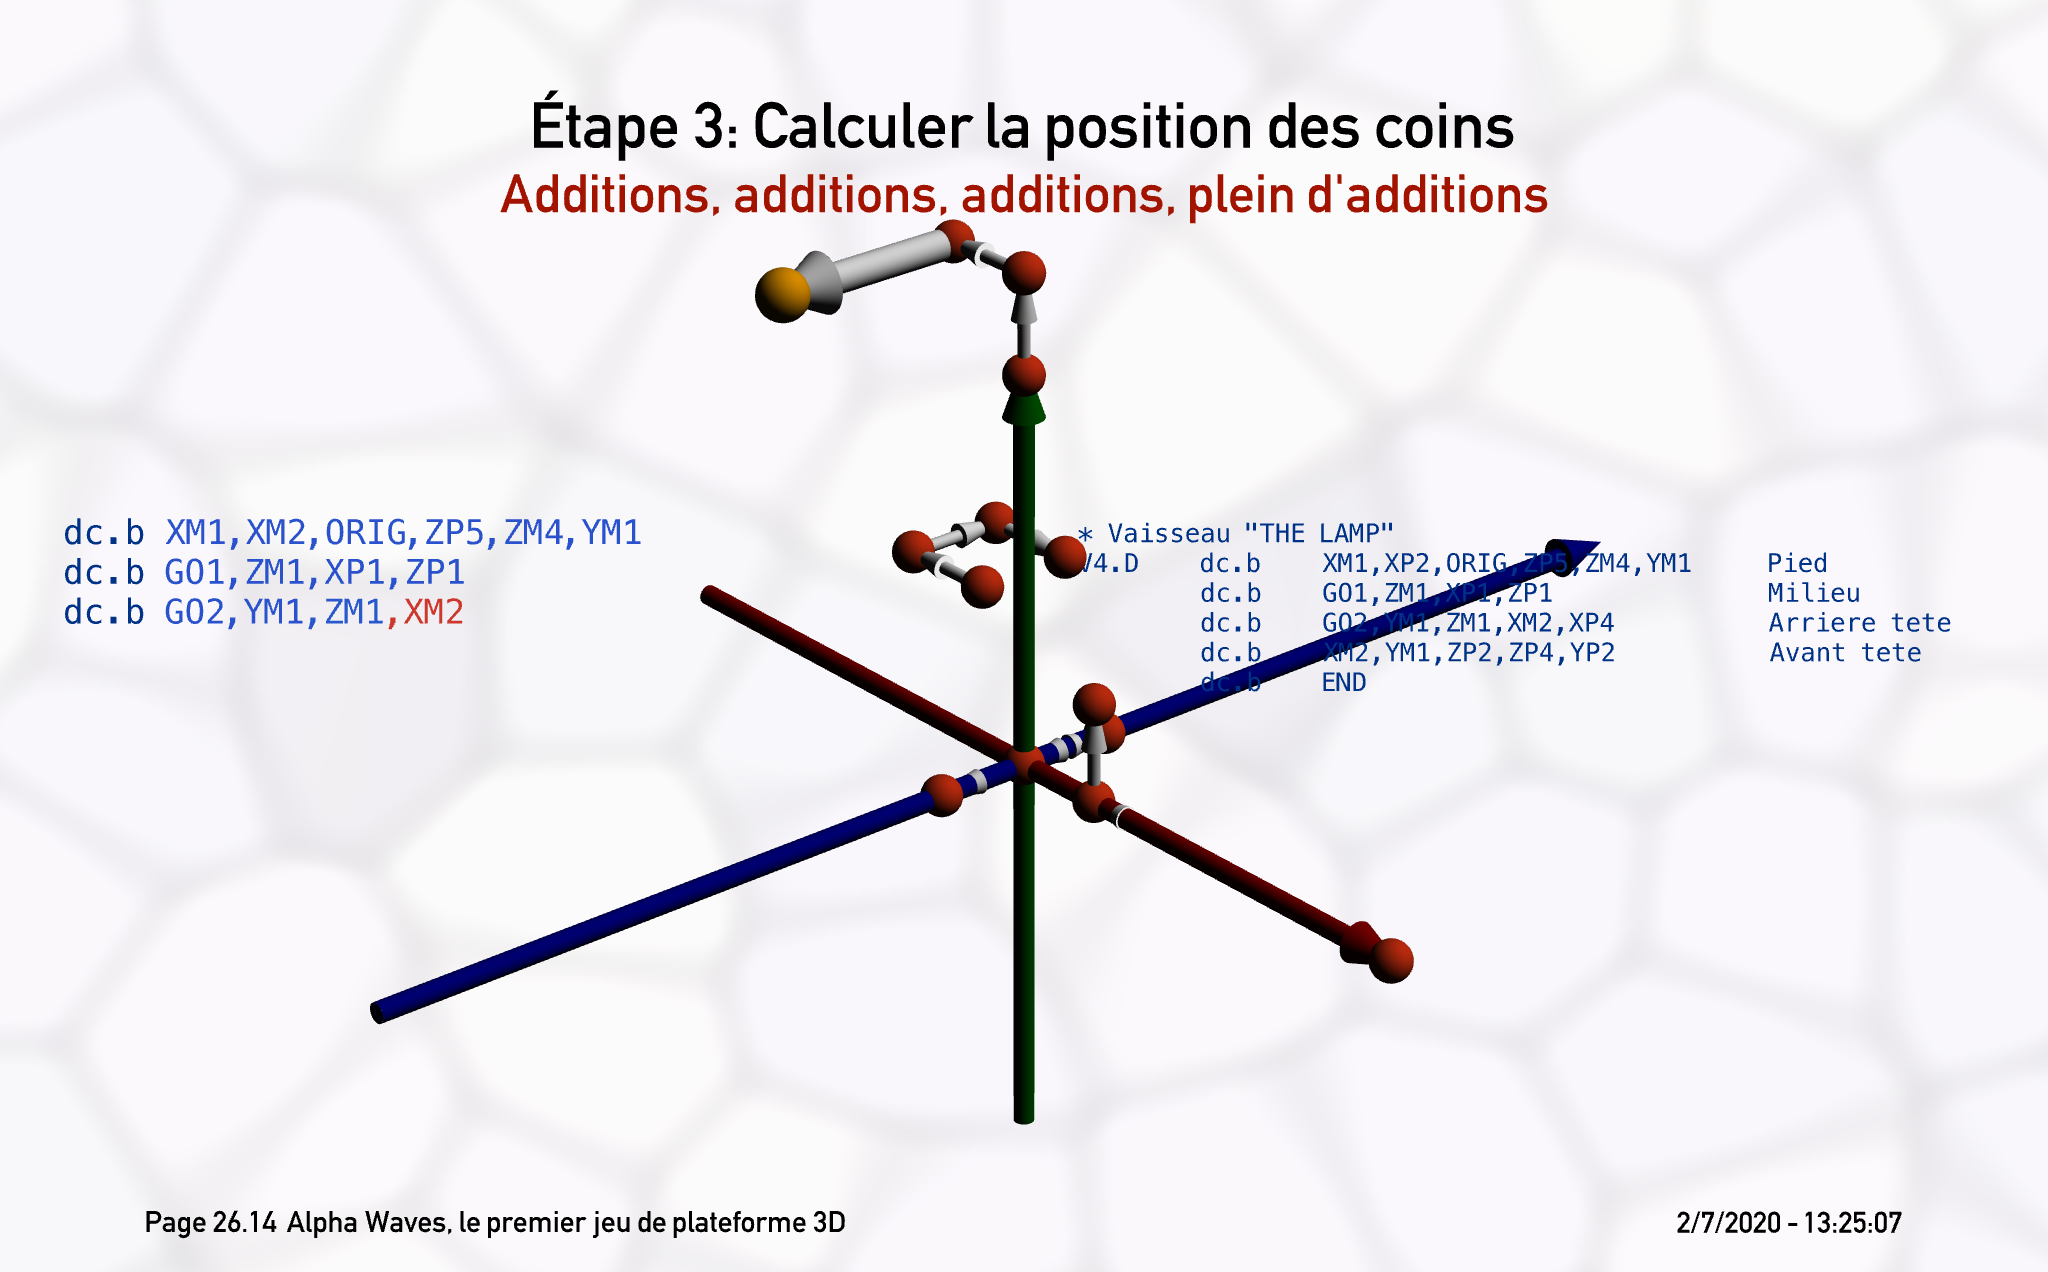 Étape 3: Calculer la position des coins
Additions, additions, additions, plein d'additions
dc.b XM1,XM2,ORIG,ZP5,ZM4,YM1
dc.b GO1,ZM1,XP1,ZP1
dc.b GO2,YM1,ZM1,XM2
* Vaisseau "THE LAMP"
V4.D dc.b XM1,XP2,ORIG,ZP5,ZM4,YM1 Pied
dc.b GO1,ZM1,XP1,ZP1 Milieu
dc.b GO2,YM1,ZM1,XM2,XP4 Arriere tete
dc.b XM2,YM1,ZP2,ZP4,YP2 Avant tete
dc.b END
Page 26.14 Alpha Waves, le premier jeu de plateforme 3D
2/7/2020 - 13:25:07